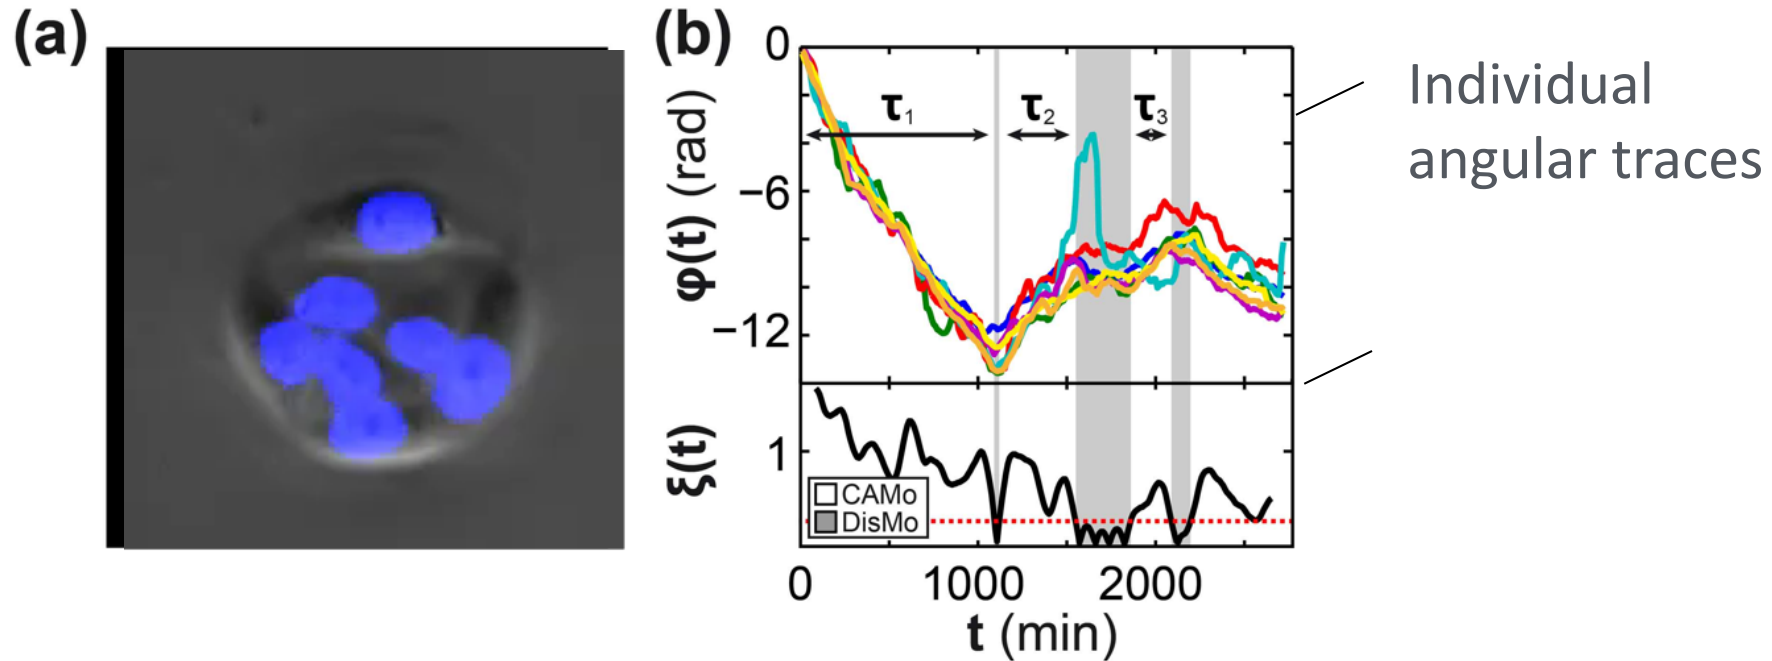 (a)
(b)
0
−6
−12
φ(t) (rad)
τ1
τ2
τ3
Individual
angular traces
1
ξ(t)
CAMo
DisMo
0
1000
2000
t (min)